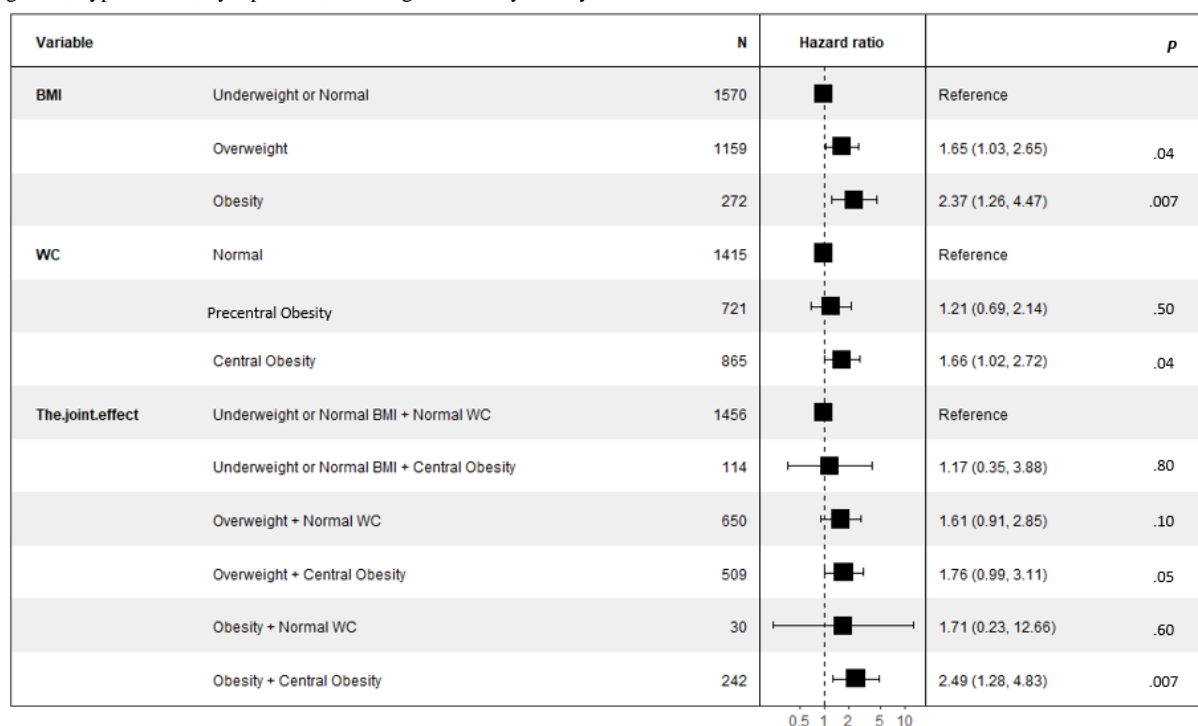 Variable N Hazard ratio p
BMI Underweight or Normal 1570 Reference
Overweight 1159 1.65 (1.03, 2.65) .04
Obesity 272 2.37 (1.26, 4.47) .007
WC Normal 1415 Reference
Precentral Obesity 721 1.21 (0.69, 2.14) .50
Central Obesity 865 1.66 (1.02, 2.72) .04
The.joint.effect Underweight or Normal BMI + Normal WC 1456 Reference
Underweight or Normal BMI + Central Obesity 114 1.17 (0.35, 3.88) .80
Overweight + Normal WC 650 1.61 (0.91, 2.85) .10
Overweight + Central Obesity 509 1.76 (0.99, 3.11) .05
Obesity + Normal WC 30 1.71 (0.23, 12.66) .60
Obesity + Central Obesity 242 2.49 (1.28, 4.83) .007
0.5 1 2 5 10